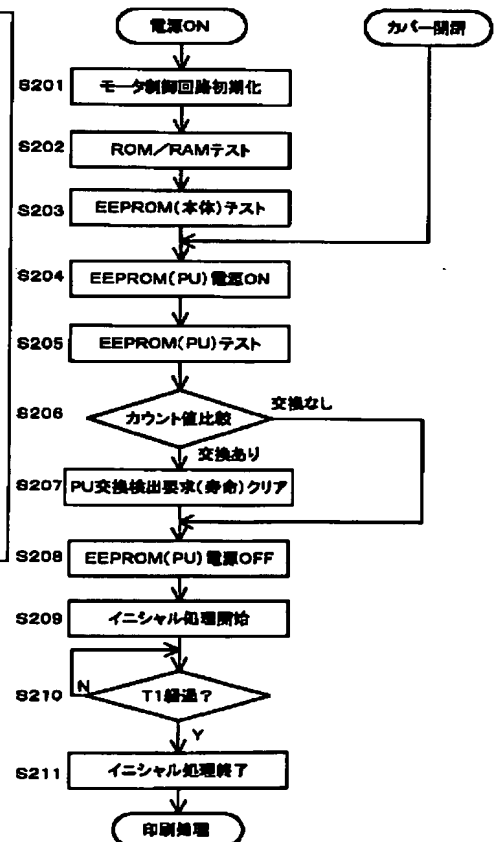 電源ON
カバー開閉
S201 モータ制御回路初期化
S202 ROM/RAMテスト
S203 EEPROM(本体)テスト
S204 EEPROM(PU)電源ON
S205 EEPROM(PU)テスト
S206 カウント値比較
交換なし
交換あり
S207 PU交換検出要求(寿命)クリア
S208 EEPROM(PU)電源OFF
S209 イニシャル処理開始
S210 N T1経過?
Y
S211 イニシャル処理終了
印刷処理